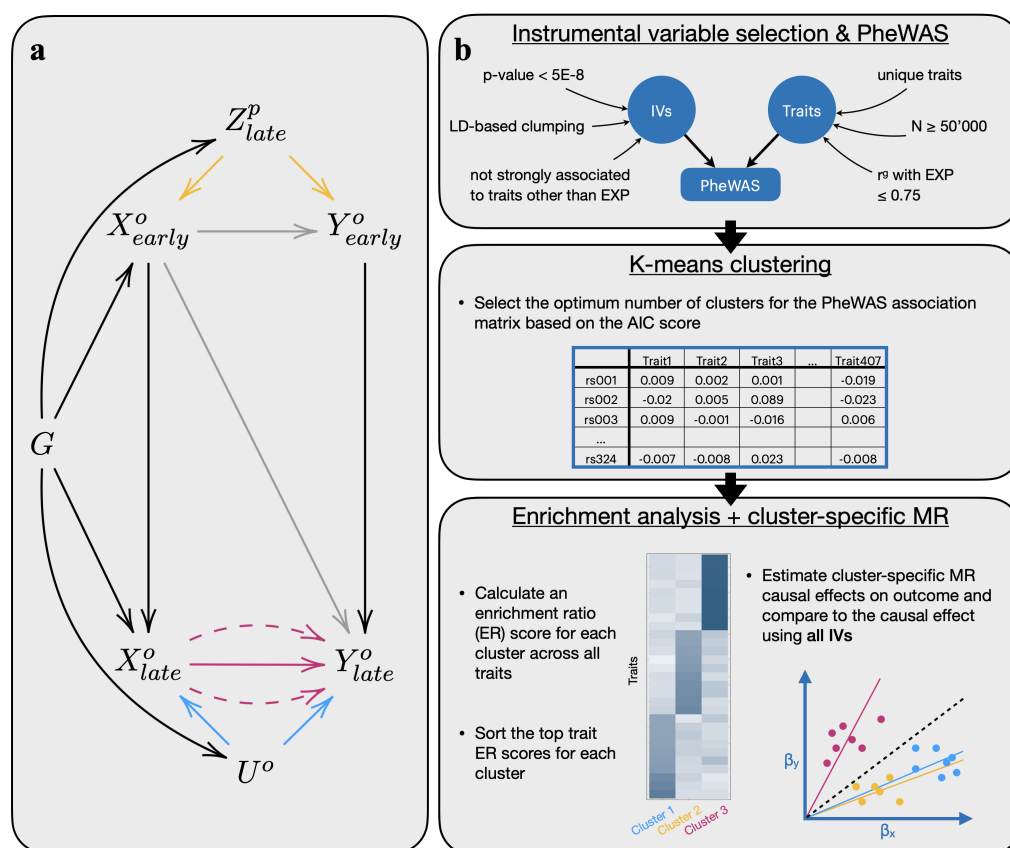 a
Z^p_late
X^o_early
Y^o_early
G
X^o_late
Y^o_late
U^o
b
Instrumental variable selection & PheWAS
p-value < 5E-8
LD-based clumping
not strongly associated
to traits other than EXP
IVs
Traits
PheWAS
unique traits
N ≥ 50'000
rᵍ with EXP
≤ 0.75
K-means clustering
• Select the optimum number of clusters for the PheWAS association
matrix based on the AIC score
Trait1 Trait2 Trait3 ... Trait407
rs001 0.009 0.002 0.001 -0.019
rs002 -0.02 0.005 0.089 -0.023
rs003 0.009 -0.001 -0.016 0.006
...
rs324 -0.007 -0.008 0.023 -0.008
Enrichment analysis + cluster-specific MR
• Calculate an
enrichment ratio
(ER) score for each
cluster across all
traits
• Sort the top trait
ER scores for each
cluster
Traits
Cluster 1
Cluster 2
Cluster 3
• Estimate cluster-specific MR
causal effects on outcome and
compare to the causal effect
using all IVs
βy
βx